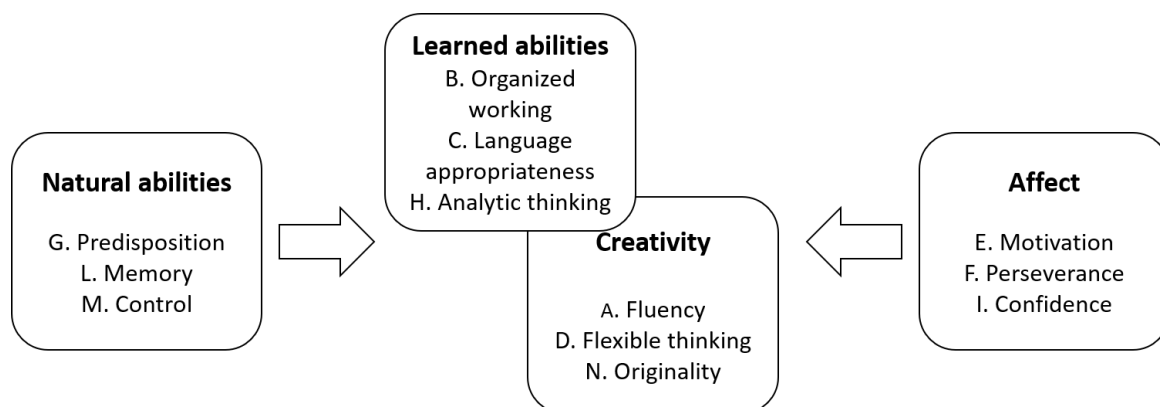 Learned abilities
B. Organized
working
C. Language
appropriateness
H. Analytic thinking
Natural abilities
G. Predisposition
L. Memory
M. Control
Creativity
A. Fluency
D. Flexible thinking
N. Originality
Affect
E. Motivation
F. Perseverance
I. Confidence